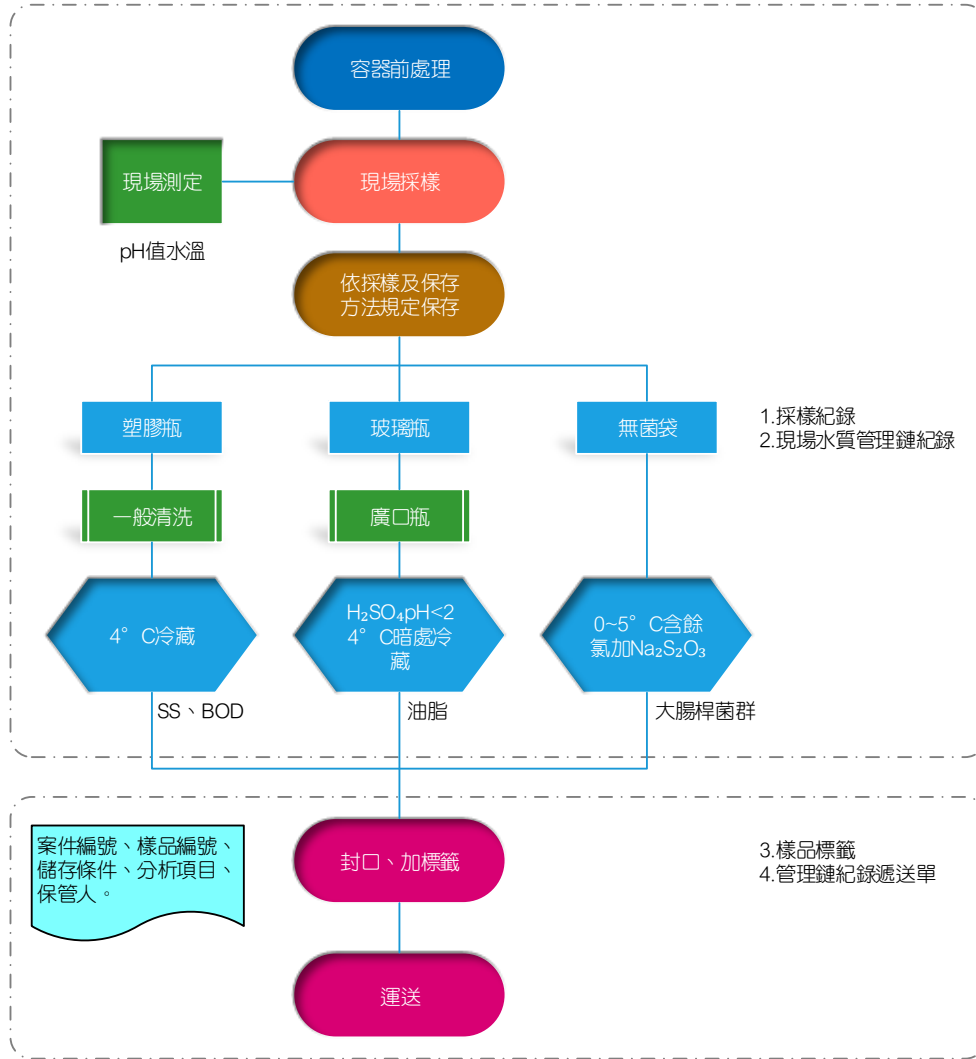 容器前處理
現場測定
現場採樣
pH值水溫
依採樣及保存
方法規定保存
塑膠瓶
玻璃瓶
無菌袋
1.採樣紀錄
2.現場水質管理鏈紀錄
一般清洗
廣口瓶
4°C冷藏
H₂SO₄pH<2
4°C暗處冷
藏
0~5°C含餘
氯加Na₂S₂O₃
SS、BOD
油脂
大腸桿菌群
案件編號、樣品編號、
儲存條件、分析項目、
保管人。
封口、加標籤
3.樣品標籤
4.管理鏈紀錄遞送單
運送